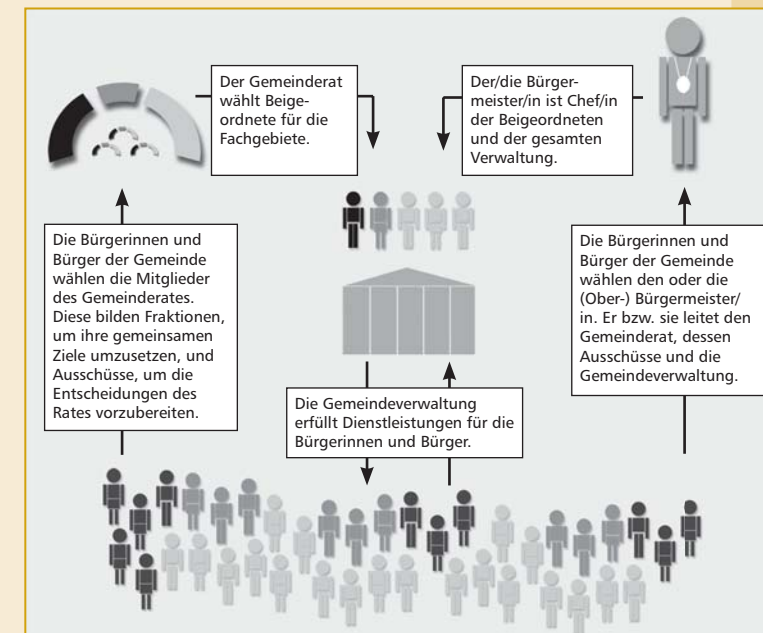 Der Gemeinderat
wählt Beige-
ordnete für die
Fachgebiete.
Der/die Bürger-
meister/in ist Chef/in
der Beigeordneten
und der gesamten
Verwaltung.
Die Bürgerinnen und
Bürger der Gemeinde
wählen die Mitglieder
des Gemeinderates.
Diese bilden Fraktionen,
um ihre gemeinsamen
Ziele umzusetzen, und
Ausschüsse, um die
Entscheidungen des
Rates vorzubereiten.
Die Bürgerinnen und
Bürger der Gemeinde
wählen den oder die
(Ober-) Bürgermeister/
in. Er bzw. sie leitet den
Gemeinderat, dessen
Ausschüsse und die
Gemeindeverwaltung.
Die Gemeindeverwaltung
erfüllt Dienstleistungen für die
Bürgerinnen und Bürger.